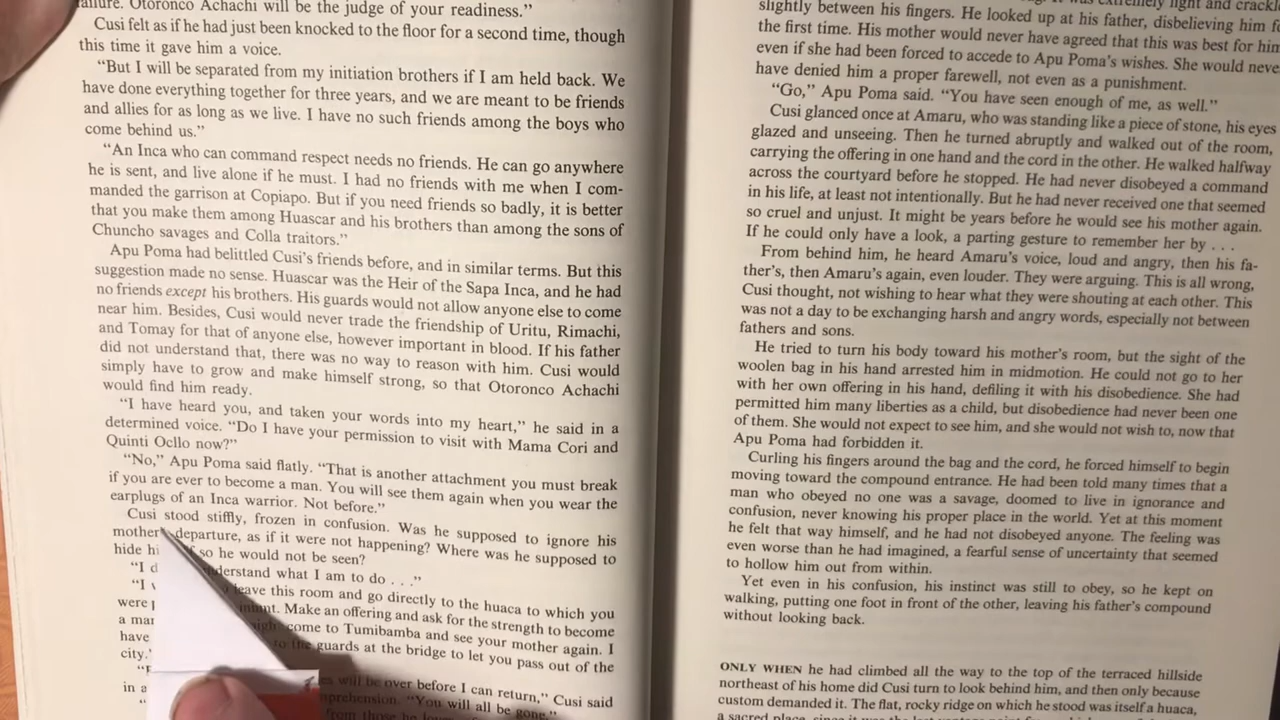 failure. Otoronco Achachi will be the judge of your readiness.”
Cusi felt as if he had just been knocked to the floor for a second time, though
this time it gave him a voice.
“But I will be separated from my initiation brothers if I am held back. We
have done everything together for three years, and we are meant to be friends
and allies for as long as we live. I have no such friends among the boys who
come behind us.”
“An Inca who can command respect needs no friends. He can go anywhere
he is sent, and live alone if he must. I had no friends with me when I com-
manded the garrison at Copiapo. But if you need friends so badly, it is better
that you make them among Huascar and his brothers than among the sons of
Chuncho savages and Colla traitors.”
Apu Poma had belittled Cusi’s friends before, and in similar terms. But this
suggestion made no sense. Huascar was the Heir of the Sapa Inca, and he had
no friends except his brothers. His guards would not allow anyone else to come
near him. Besides, Cusi would never trade the friendship of Uritu, Rimachi,
and Tomay for that of anyone else, however important in blood. If his father
did not understand that, there was no way to reason with him. Cusi would
simply have to grow and make himself strong, so that Otoronco Achachi
would find him ready.
“I have heard you, and taken your words into my heart,” he said in a
determined voice. “Do I have your permission to visit with Mama Cori and
Quinti Ocllo now?”
“No,” Apu Poma said flatly. “That is another attachment you must break
if you are ever to become a man. You will see them again when you wear the
earplugs of an Inca warrior. Not before.”
Cusi stood stiffly, frozen in confusion. Was he supposed to ignore his
mother departure, as if it were not happening? Where was he supposed to
hide so he would not be seen?
“I understand what I am to do . . .”
“I leave this room and go directly to the huaca to which you
were Make an offering and ask for the strength to become
a man come to Tumibamba and see your mother again. I
have to the guards at the bridge to let you pass out of the
city.”
will be over before I can return,” Cusi said
in “You will all be gone.”
slightly between his fingers. He looked up at his father, disbelieving him
the first time. His mother would never have agreed that this was best for him
even if she had been forced to accede to Apu Poma’s wishes. She would
have denied him a proper farewell, not even as a punishment.
“Go,” Apu Poma said. “You have seen enough of me, as well.”
Cusi glanced once at Amaru, who was standing like a piece of stone, his eyes
glazed and unseeing. Then he turned abruptly and walked out of the room,
carrying the offering in one hand and the cord in the other. He walked halfway
across the courtyard before he stopped. He had never disobeyed a command
in his life, at least not intentionally. But he had never received one that seemed
so cruel and unjust. It might be years before he would see his mother again.
If he could only have a look, a parting gesture to remember her by . . .
From behind him, he heard Amaru’s voice, loud and angry, then his fa-
ther’s, then Amaru’s again, even louder. They were arguing. This is all wrong,
Cusi thought, not wishing to hear what they were shouting at each other. This
was not a day to be exchanging harsh and angry words, especially not between
fathers and sons.
He tried to turn his body toward his mother’s room, but the sight of the
woolen bag in his hand arrested him in midmotion. He could not go to her
with her own offering in his hand, defiling it with his disobedience. She had
permitted him many liberties as a child, but disobedience had never been one
of them. She would not expect to see him, and she would not wish to, now that
Apu Poma had forbidden it.
Curling his fingers around the bag and the cord, he forced himself to begin
moving toward the compound entrance. He had been told many times that a
man who obeyed no one was a savage, doomed to live in ignorance and
confusion, never knowing his proper place in the world. Yet at this moment
he felt that way himself, and he had not disobeyed anyone. The feeling was
even worse than he had imagined, a fearful sense of uncertainty that seemed
to hollow him out from within.
Yet even in his confusion, his instinct was still to obey, so he kept on
walking, putting one foot in front of the other, leaving his father’s compound
without looking back.
ONLY WHEN he had climbed all the way to the top of the terraced hillside
northeast of his home did Cusi turn to look behind him, and then only because
custom demanded it. The flat, rocky ridge on which he stood was itself a huaca,